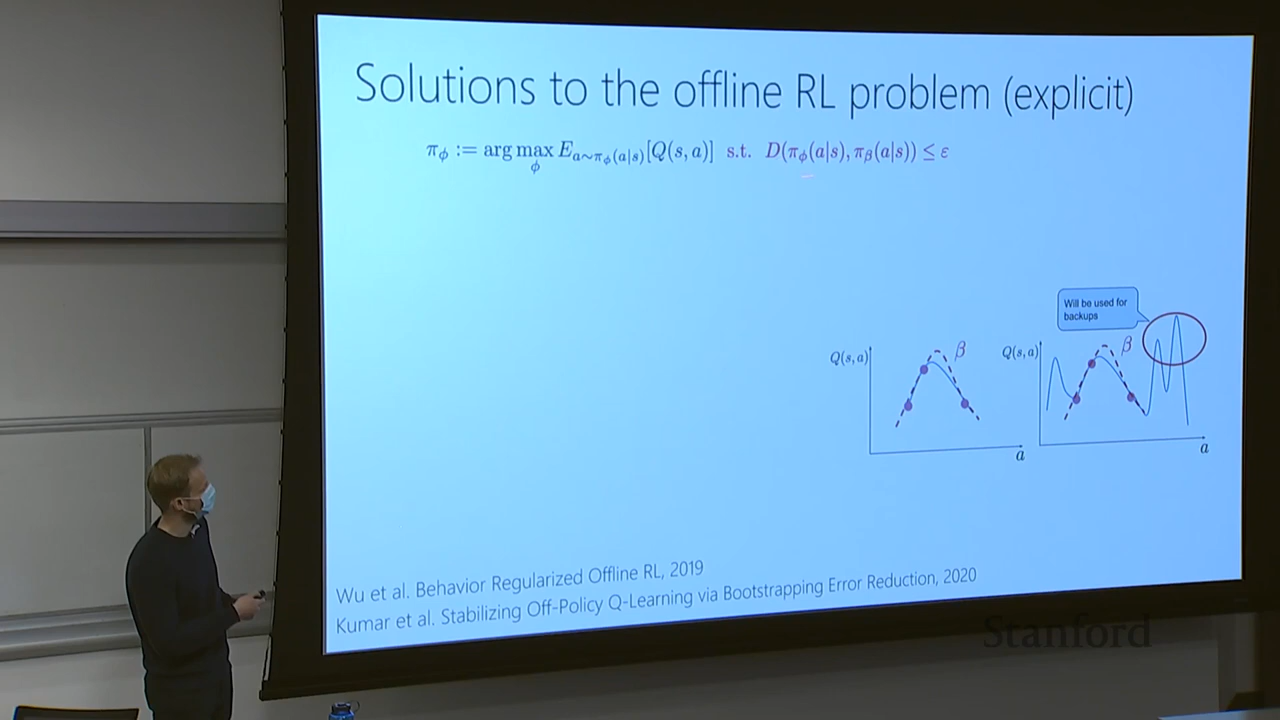 Solutions to the offline RL problem (explicit)
π_ϕ := arg max_ϕ E_{a∼π_ϕ(a|s)}[Q(s,a)] s.t. D(π_ϕ(a|s), π_β(a|s)) ≤ ε
Will be used for
backups
Q(s,a)
β
a
Q(s,a)
β
a
Wu et al. Behavior Regularized Offline RL, 2019
Kumar et al. Stabilizing Off-Policy Q-Learning via Bootstrapping Error Reduction, 2020
Stanford